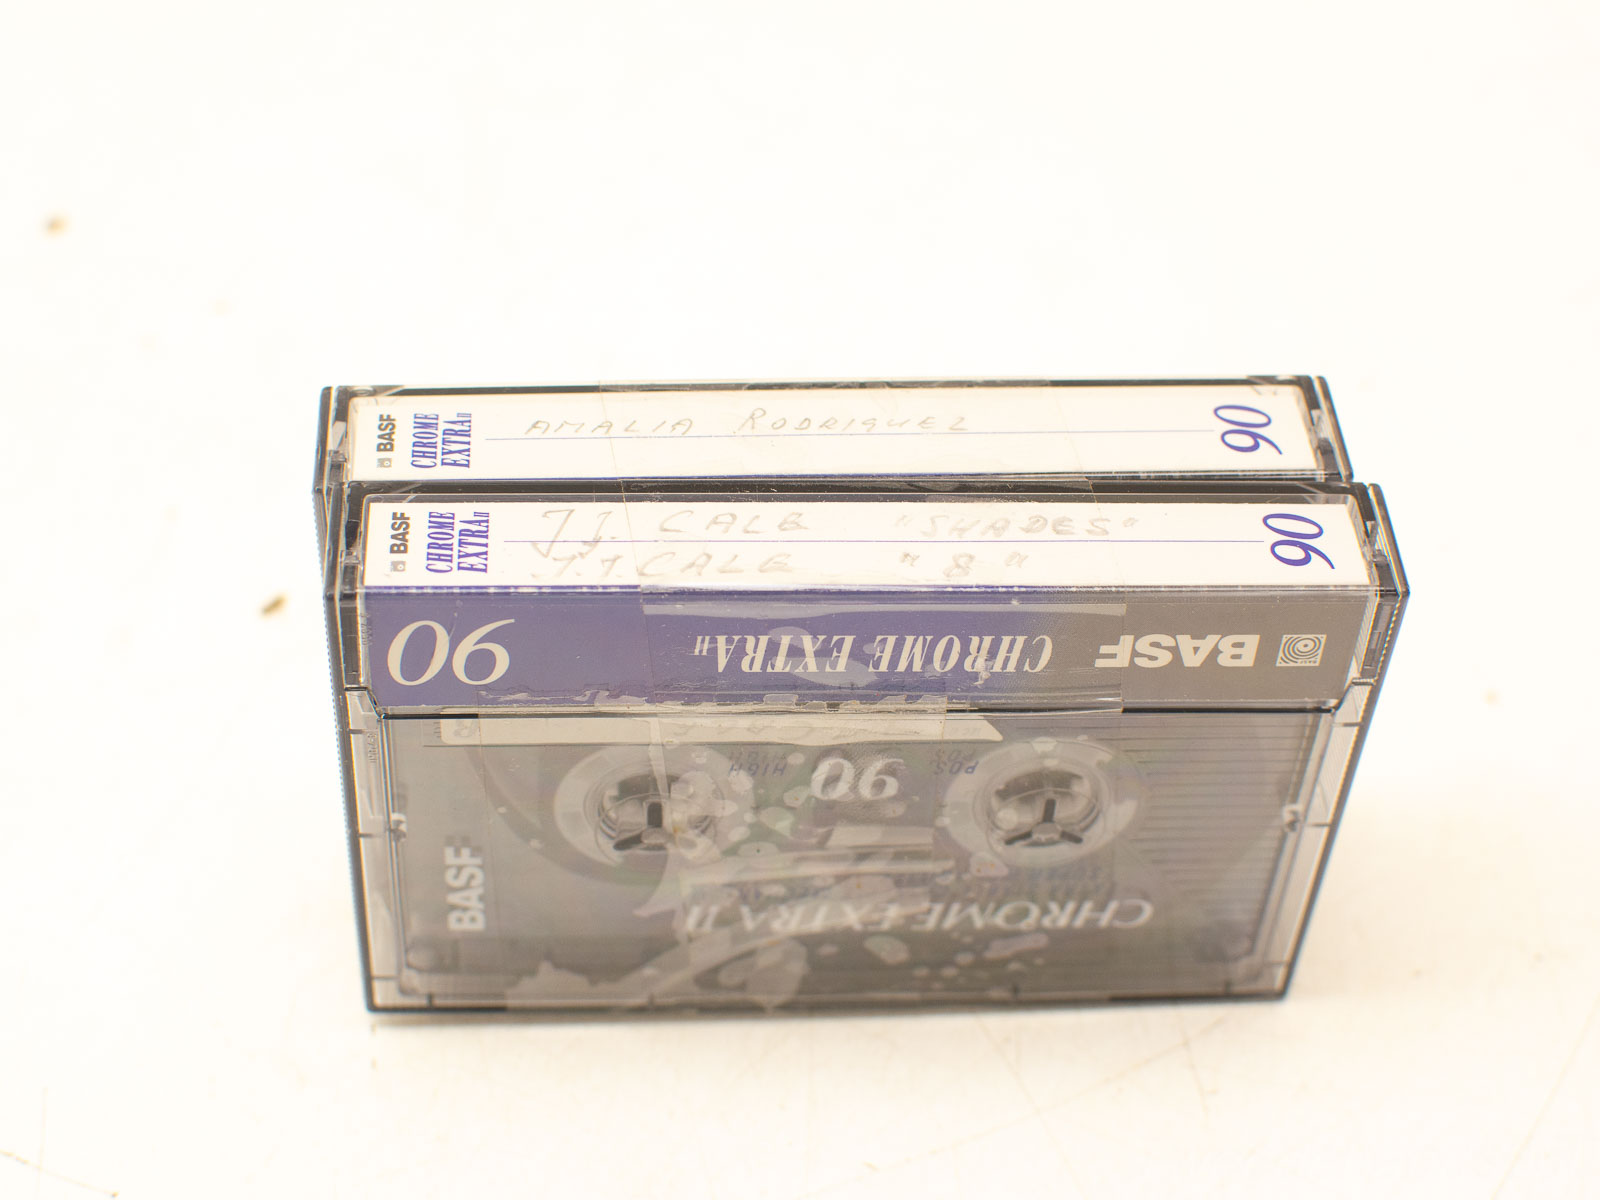 BASF
CHROME
EXTRA II
AMALIA RODRIGUEZ
90
BASF
CHROME
EXTRA II
J.J. CALE "SHADES"
J.J. CALE "8"
90
90
CHROME EXTRA II
BASF
90
HIGH
POS
BASF
CHROME EXTRA II